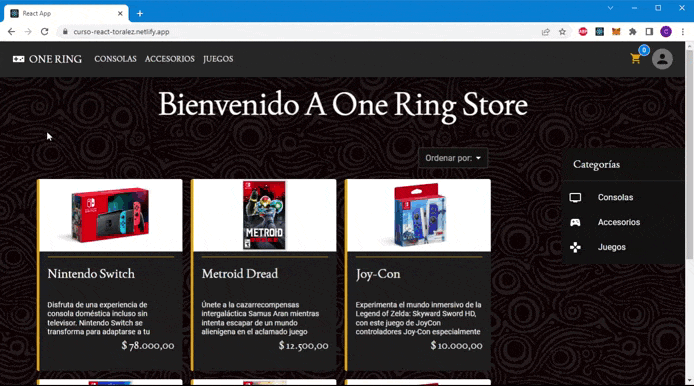 React App
curso-react-toralez.netlify.app
ABP
C
ONE RING CONSOLAS ACCESORIOS JUEGOS
0
Bienvenido A One Ring Store
Ordenar por:
Categorías
Consolas
Accesorios
Juegos
Nintendo Switch
Disfruta de una experiencia de
consola doméstica incluso sin
televisor. Nintendo Switch se
transforma para adaptarse a tu
$ 78.000,00
METROID
Metroid Dread
Únete a la cazarrecompensas
intergaláctica Samus Aran mientras
intenta escapar de un mundo
alienígena en el aclamado juego
$ 12.500,00
Joy-Con
Experimenta el mundo inmersivo de la
Legend of Zelda: Skyward Sword HD,
con este juego de JoyCon
controladores Joy-Con especialmente
$ 10.000,00